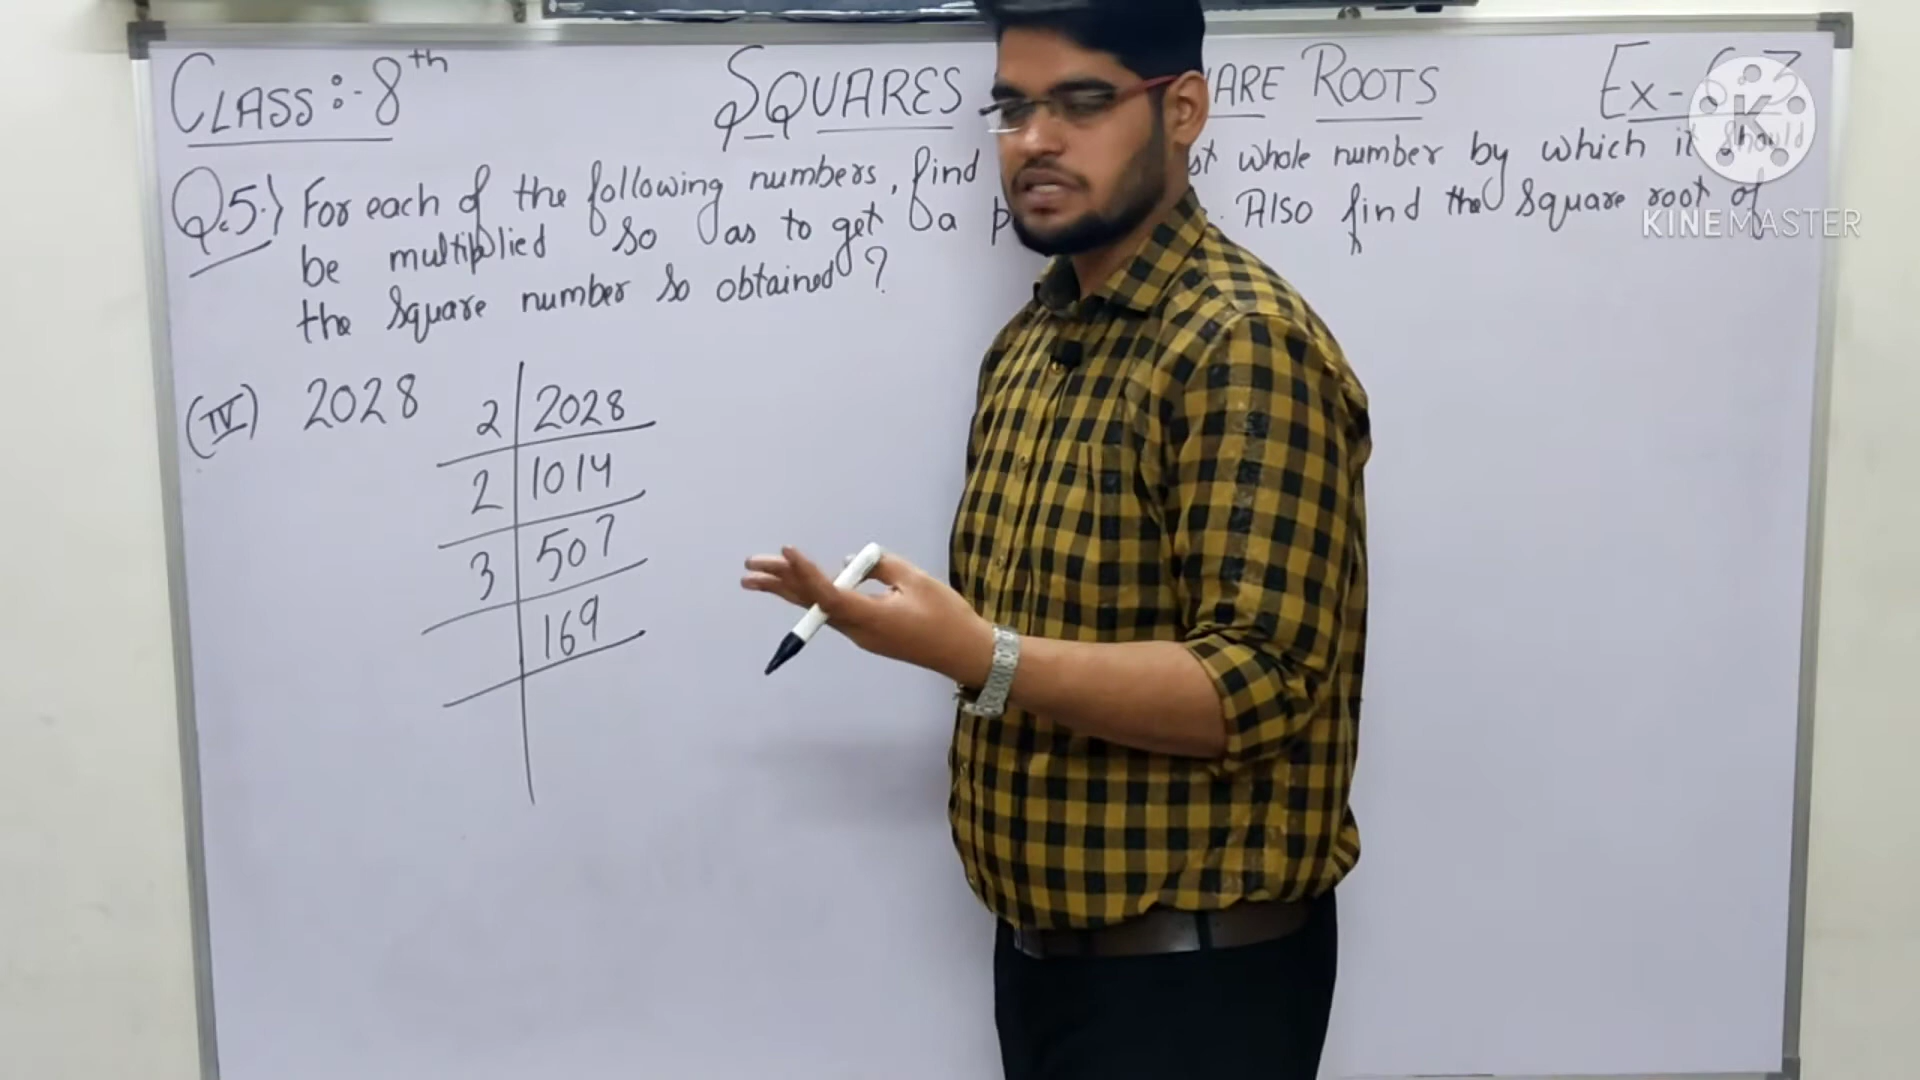 CLASS:-8th SQUARES ARE ROOTS Ex-
Q.5.) For each of the following numbers, find st whole number by which it should
be multiplied so as to get a p . Also find the square root of
the square number so obtained?
(IV) 2028
2 2028
2 1014
3 507
169
K
KINEMASTER